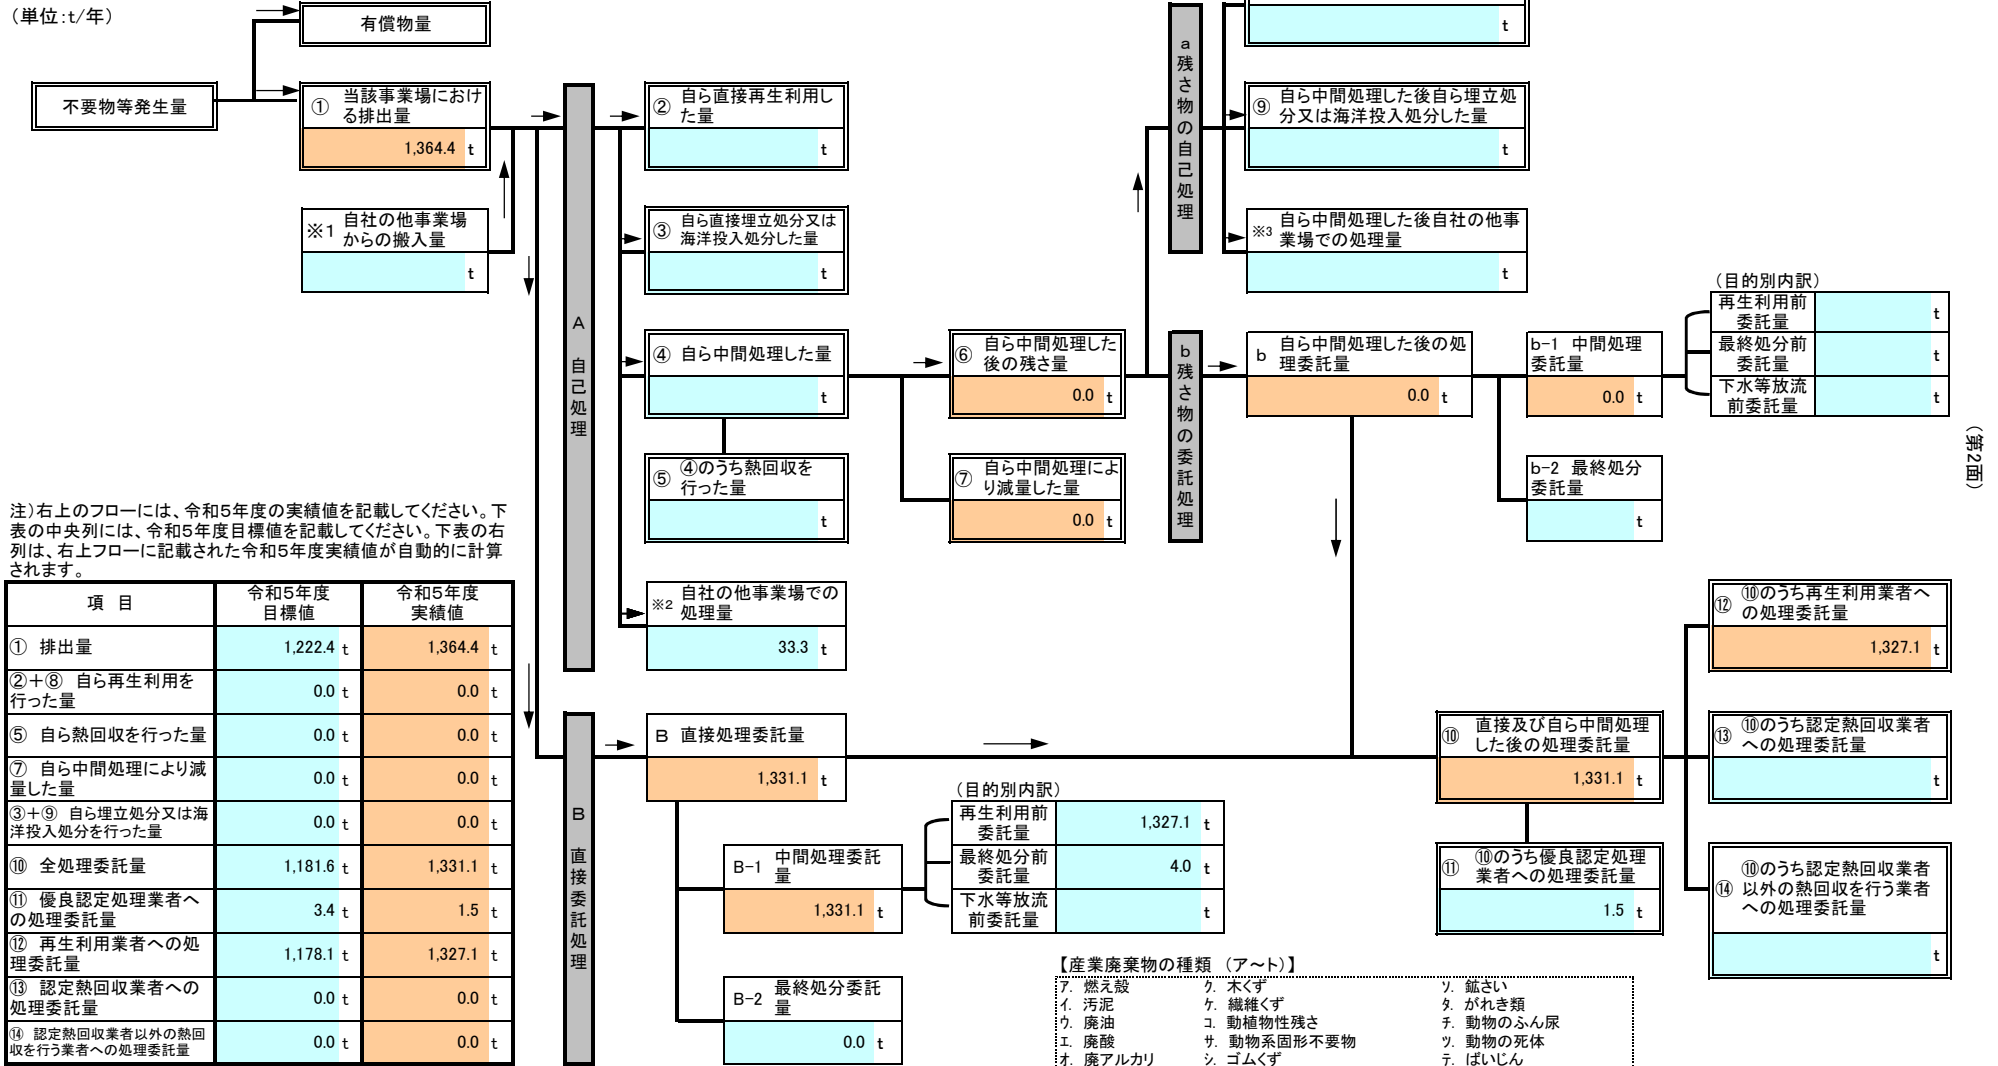 (単位:t/年)
有償物量
不要物等発生量
① 当該事業場におけ
る排出量
1,364.4 t
※1 自社の他事業場
からの搬入量
t
A 自己処理
② 自ら直接再生利用し
た量
t
③ 自ら直接埋立処分又は
海洋投入処分した量
t
④ 自ら中間処理した量
t
⑤ ④のうち熱回収を
行った量
t
※2 自社の他事業場での
処理量
33.3 t
⑥ 自ら中間処理した
後の残さ量
0.0 t
⑦ 自ら中間処理によ
り減量した量
0.0 t
a 残さ物の自己処理
t
⑨ 自ら中間処理した後自ら埋立処
分又は海洋投入処分した量
t
※3 自ら中間処理した後自社の他事
業場での処理量
t
b 残さ物の委託処理
b 自ら中間処理した後の処
理委託量
0.0 t
b-1 中間処理
委託量
0.0 t
b-2 最終処分
委託量
t
(目的別内訳)
再生利用前
委託量
t
最終処分前
委託量
t
下水等放流
前委託量
t
(第2面)
注)右上のフローには、令和5年度の実績値を記載してください。下
表の中央列には、令和5年度目標値を記載してください。下表の右
列は、右上フローに記載された令和5年度実績値が自動的に計算
されます。
項 目 令和5年度
目標値 令和5年度
実績値
① 排出量 1,222.4 t 1,364.4 t
②+⑧ 自ら再生利用を
行った量 0.0 t 0.0 t
⑤ 自ら熱回収を行った量 0.0 t 0.0 t
⑦ 自ら中間処理により減
量した量 0.0 t 0.0 t
③+⑨ 自ら埋立処分又は海
洋投入処分を行った量 0.0 t 0.0 t
⑩ 全処理委託量 1,181.6 t 1,331.1 t
⑪ 優良認定処理業者へ
の処理委託量 3.4 t 1.5 t
⑫ 再生利用業者への処
理委託量 1,178.1 t 1,327.1 t
⑬ 認定熱回収業者への
処理委託量 0.0 t 0.0 t
⑭ 認定熱回収業者以外の熱回
収を行う業者への処理委託量 0.0 t 0.0 t
B 直接委託処理
B 直接処理委託量
1,331.1 t
B-1 中間処理委託
量
1,331.1 t
B-2 最終処分委託
量
0.0 t
(目的別内訳)
再生利用前
委託量
1,327.1 t
最終処分前
委託量
4.0 t
下水等放流
前委託量
t
⑩ 直接及び自ら中間処理
した後の処理委託量
1,331.1 t
⑪ ⑩のうち優良認定処理
業者への処理委託量
1.5 t
⑫ ⑩のうち再生利用業者へ
の処理委託量
1,327.1 t
⑬ ⑩のうち認定熱回収業者
への処理委託量
t
⑭ ⑩のうち認定熱回収業者
以外の熱回収を行う業者
への処理委託量
t
【産業廃棄物の種類 (ア~ト)】
ア. 燃え殻 ク. 木くず ソ. 鉱さい
イ. 汚泥 ケ. 繊維くず タ. がれき類
ウ. 廃油 コ. 動植物性残さ チ. 動物のふん尿
エ. 廃酸 サ. 動物系固形不要物 ツ. 動物の死体
オ. 廃アルカリ シ. ゴムくず テ. ばいじん